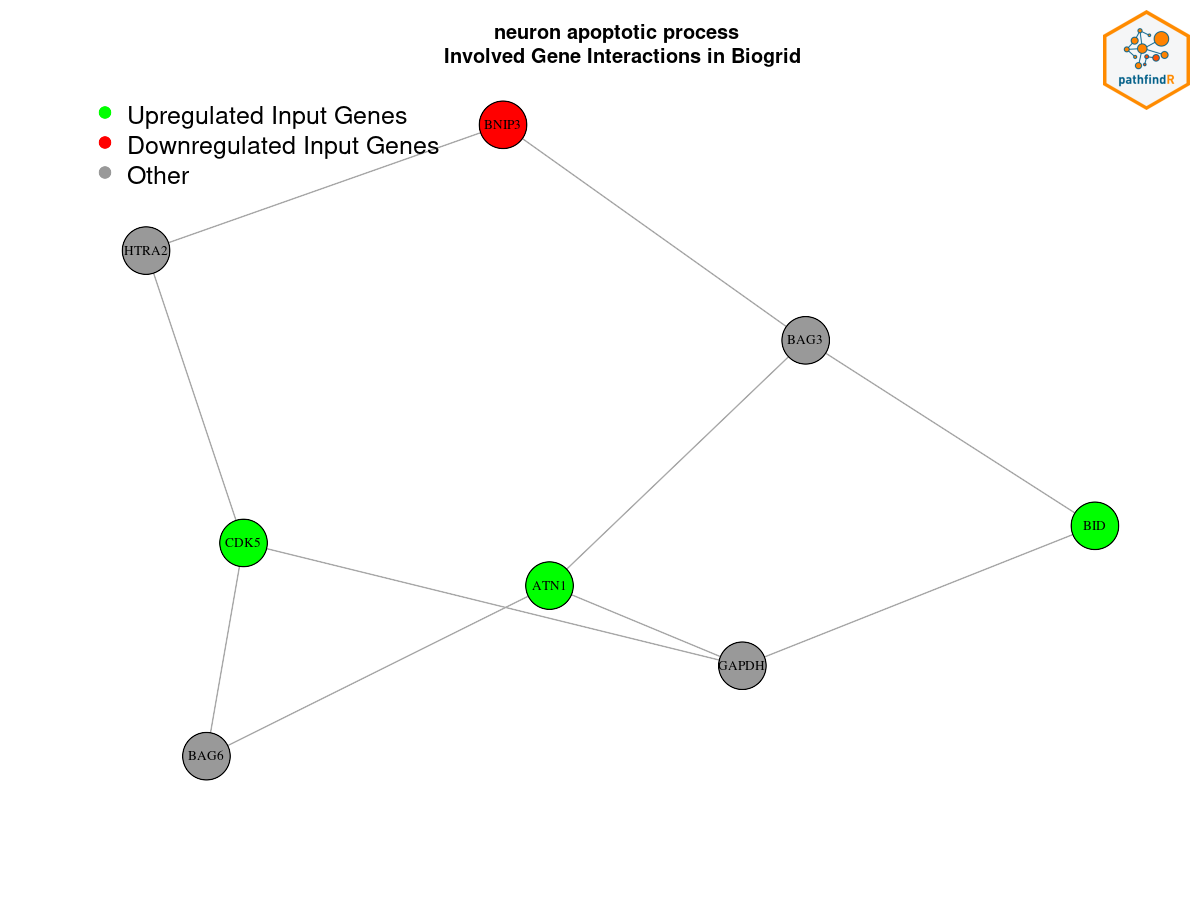 neuron apoptotic process
Involved Gene Interactions in Biogrid
pathfindR
Upregulated Input Genes
Downregulated Input Genes
Other
BNIP3
HTRA2
BAG3
BID
CDK5
ATN1
GAPDH
BAG6